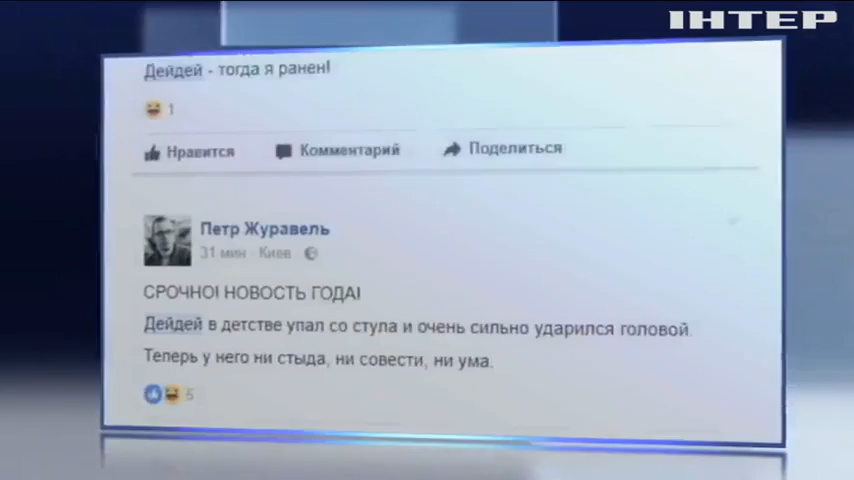 ІНТЕР
Дейдей - тогда я ранен!
1
Нравится Комментарий Поделиться
Петр Журавель
31 мин Киев
СРОЧНО! НОВОСТЬ ГОДА!
Дейдей в детстве упал со стула и очень сильно ударился головой.
Теперь у него ни стыда, ни совести, ни ума.
5